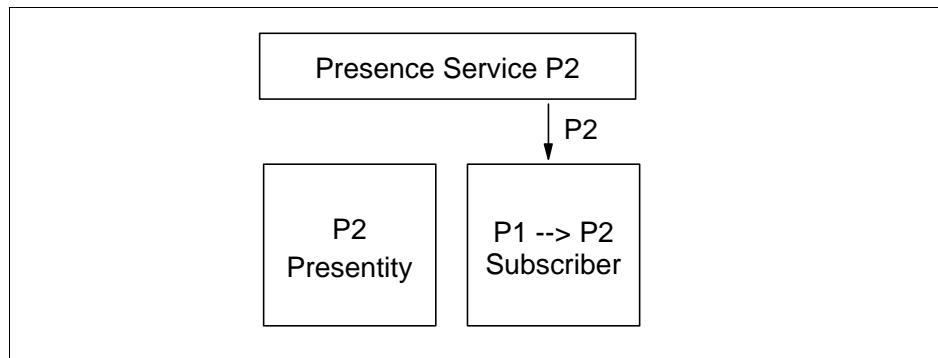 Presence Service P2
P2
P2
Presentity
P1 --> P2
Subscriber